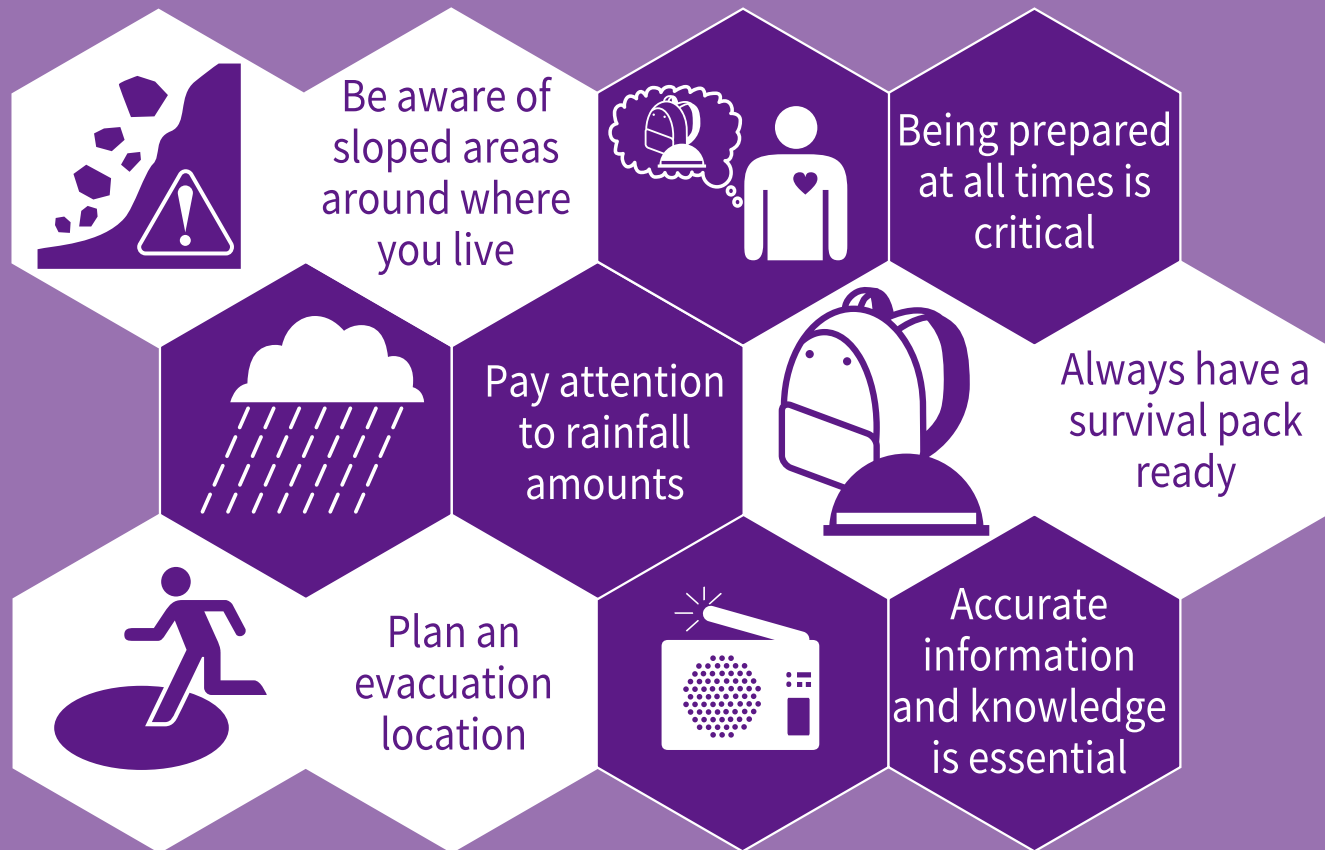 Be aware of
sloped areas
around where
you live
Being prepared
at all times is
critical
Pay attention
to rainfall
amounts
Always have a
survival pack
ready
Plan an
evacuation
location
Accurate
information
and knowledge
is essential